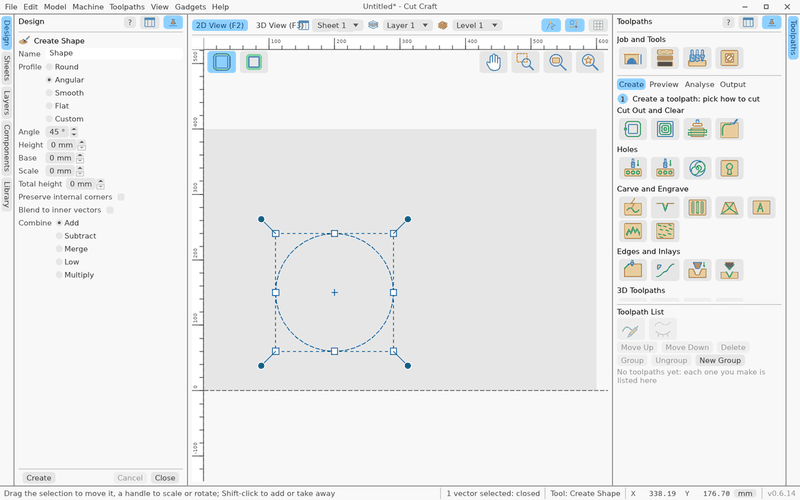 Untitled* - Cut Craft
File Edit Model Machine Toolpaths View Gadgets Help
Design ?
Design
Sheets
Layers
Components
Library
Create Shape
Name Shape
Profile Round
Angular
Smooth
Flat
Custom
Angle 45 °
Height 0 mm
Base 0 mm
Scale 0 mm
Total height 0 mm
Preserve internal corners
Blend to inner vectors
Combine Add
Subtract
Merge
Low
Multiply
Create Cancel Close
2D View (F2) 3D View (F3) Sheet 1 Layer 1 Level 1
100 200 300 400 500 600
500
400
300
200
100
0
-100
Toolpaths ?
Toolpaths
Job and Tools
Create Preview Analyse Output
1 Create a toolpath: pick how to cut
Cut Out and Clear
Holes
Carve and Engrave
A
Edges and Inlays
3D Toolpaths
Toolpath List
Move Up Move Down Delete
Group Ungroup New Group
No toolpaths yet: each one you make is
listed here
Drag the selection to move it, a handle to scale or rotate; Shift-click to add or take away 1 vector selected: closed Tool: Create Shape X 338.19 Y 176.70 mm v0.6.14